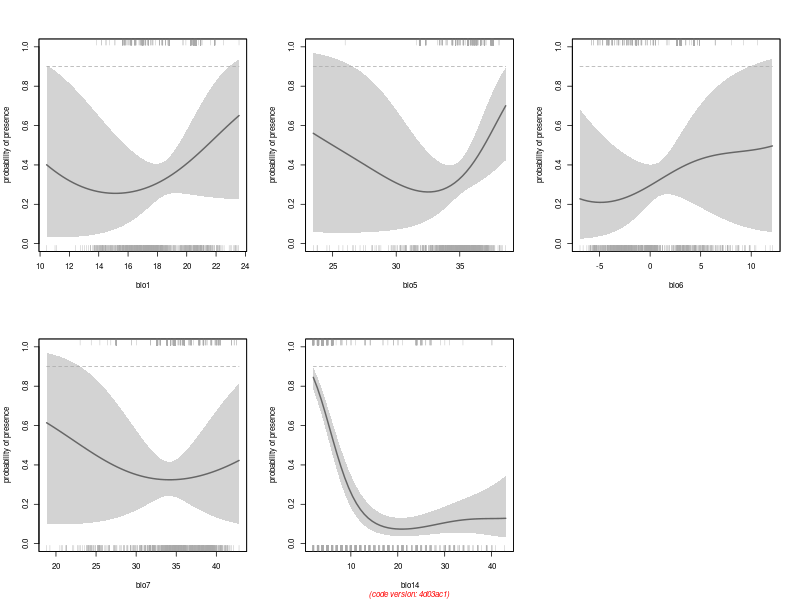 probability of presence
0.0 0.2 0.4 0.6 0.8 1.0
10 12 14 16 18 20 22 24
bio1
probability of presence
0.0 0.2 0.4 0.6 0.8 1.0
25 30 35
bio5
probability of presence
0.0 0.2 0.4 0.6 0.8 1.0
-5 0 5 10
bio6
probability of presence
0.0 0.2 0.4 0.6 0.8 1.0
20 25 30 35 40
bio7
probability of presence
0.0 0.2 0.4 0.6 0.8 1.0
10 20 30 40
bio14
(code version: 4d03ac1)